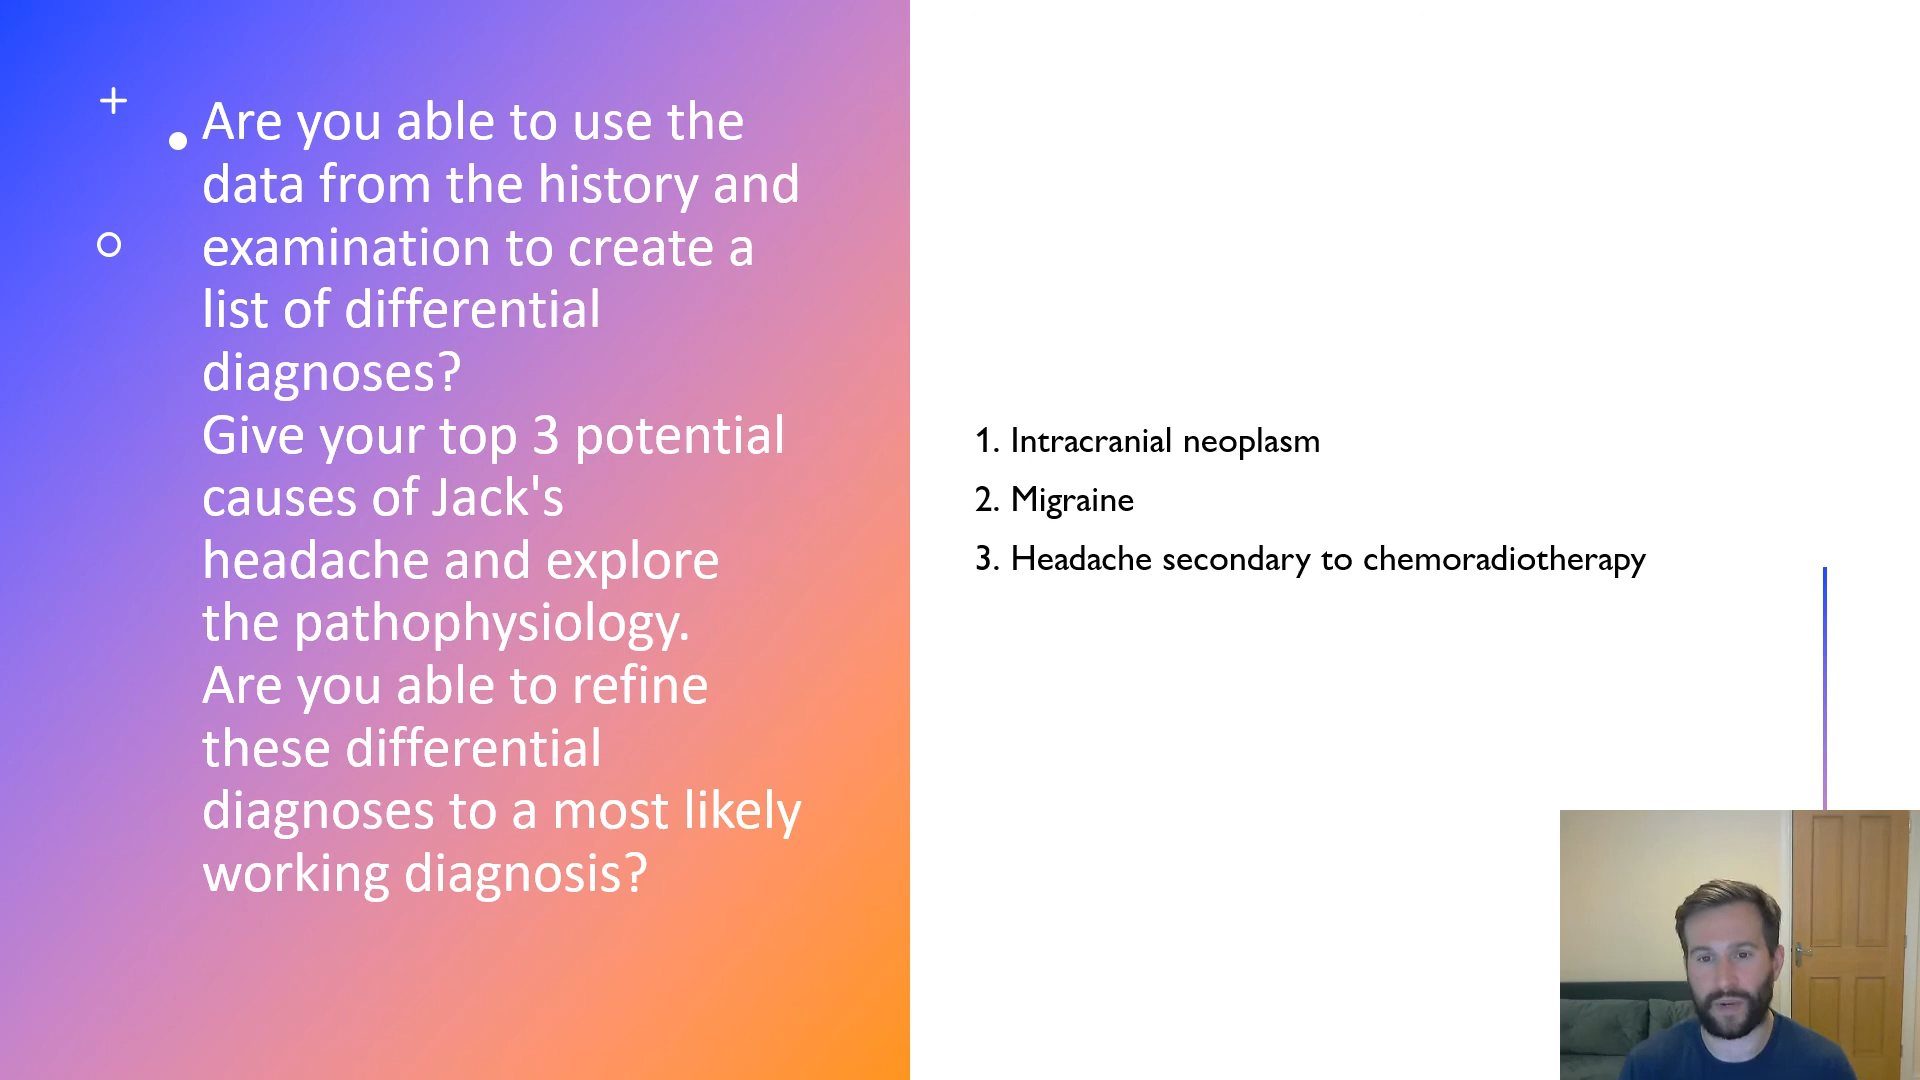 Are you able to use the
data from the history and
examination to create a
list of differential
diagnoses?
Give your top 3 potential
causes of Jack's
headache and explore
the pathophysiology.
Are you able to refine
these differential
diagnoses to a most likely
working diagnosis?
1. Intracranial neoplasm
2. Migraine
3. Headache secondary to chemoradiotherapy